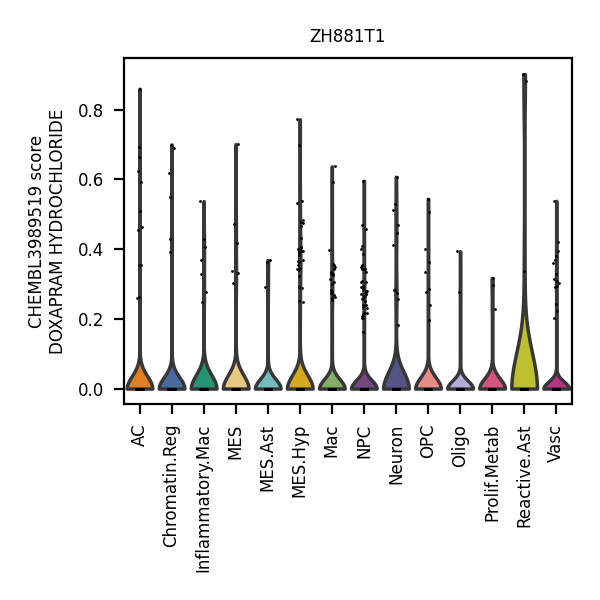 ZH881T1
CHEMBL3989519 score
DOXAPRAM HYDROCHLORIDE
0.8
0.6
0.4
0.2
0.0
AC
Chromatin.Reg
Inflammatory.Mac
MES
MES.Ast
MES.Hyp
Mac
NPC
Neuron
OPC
Oligo
Prolif.Metab
Reactive.Ast
Vasc